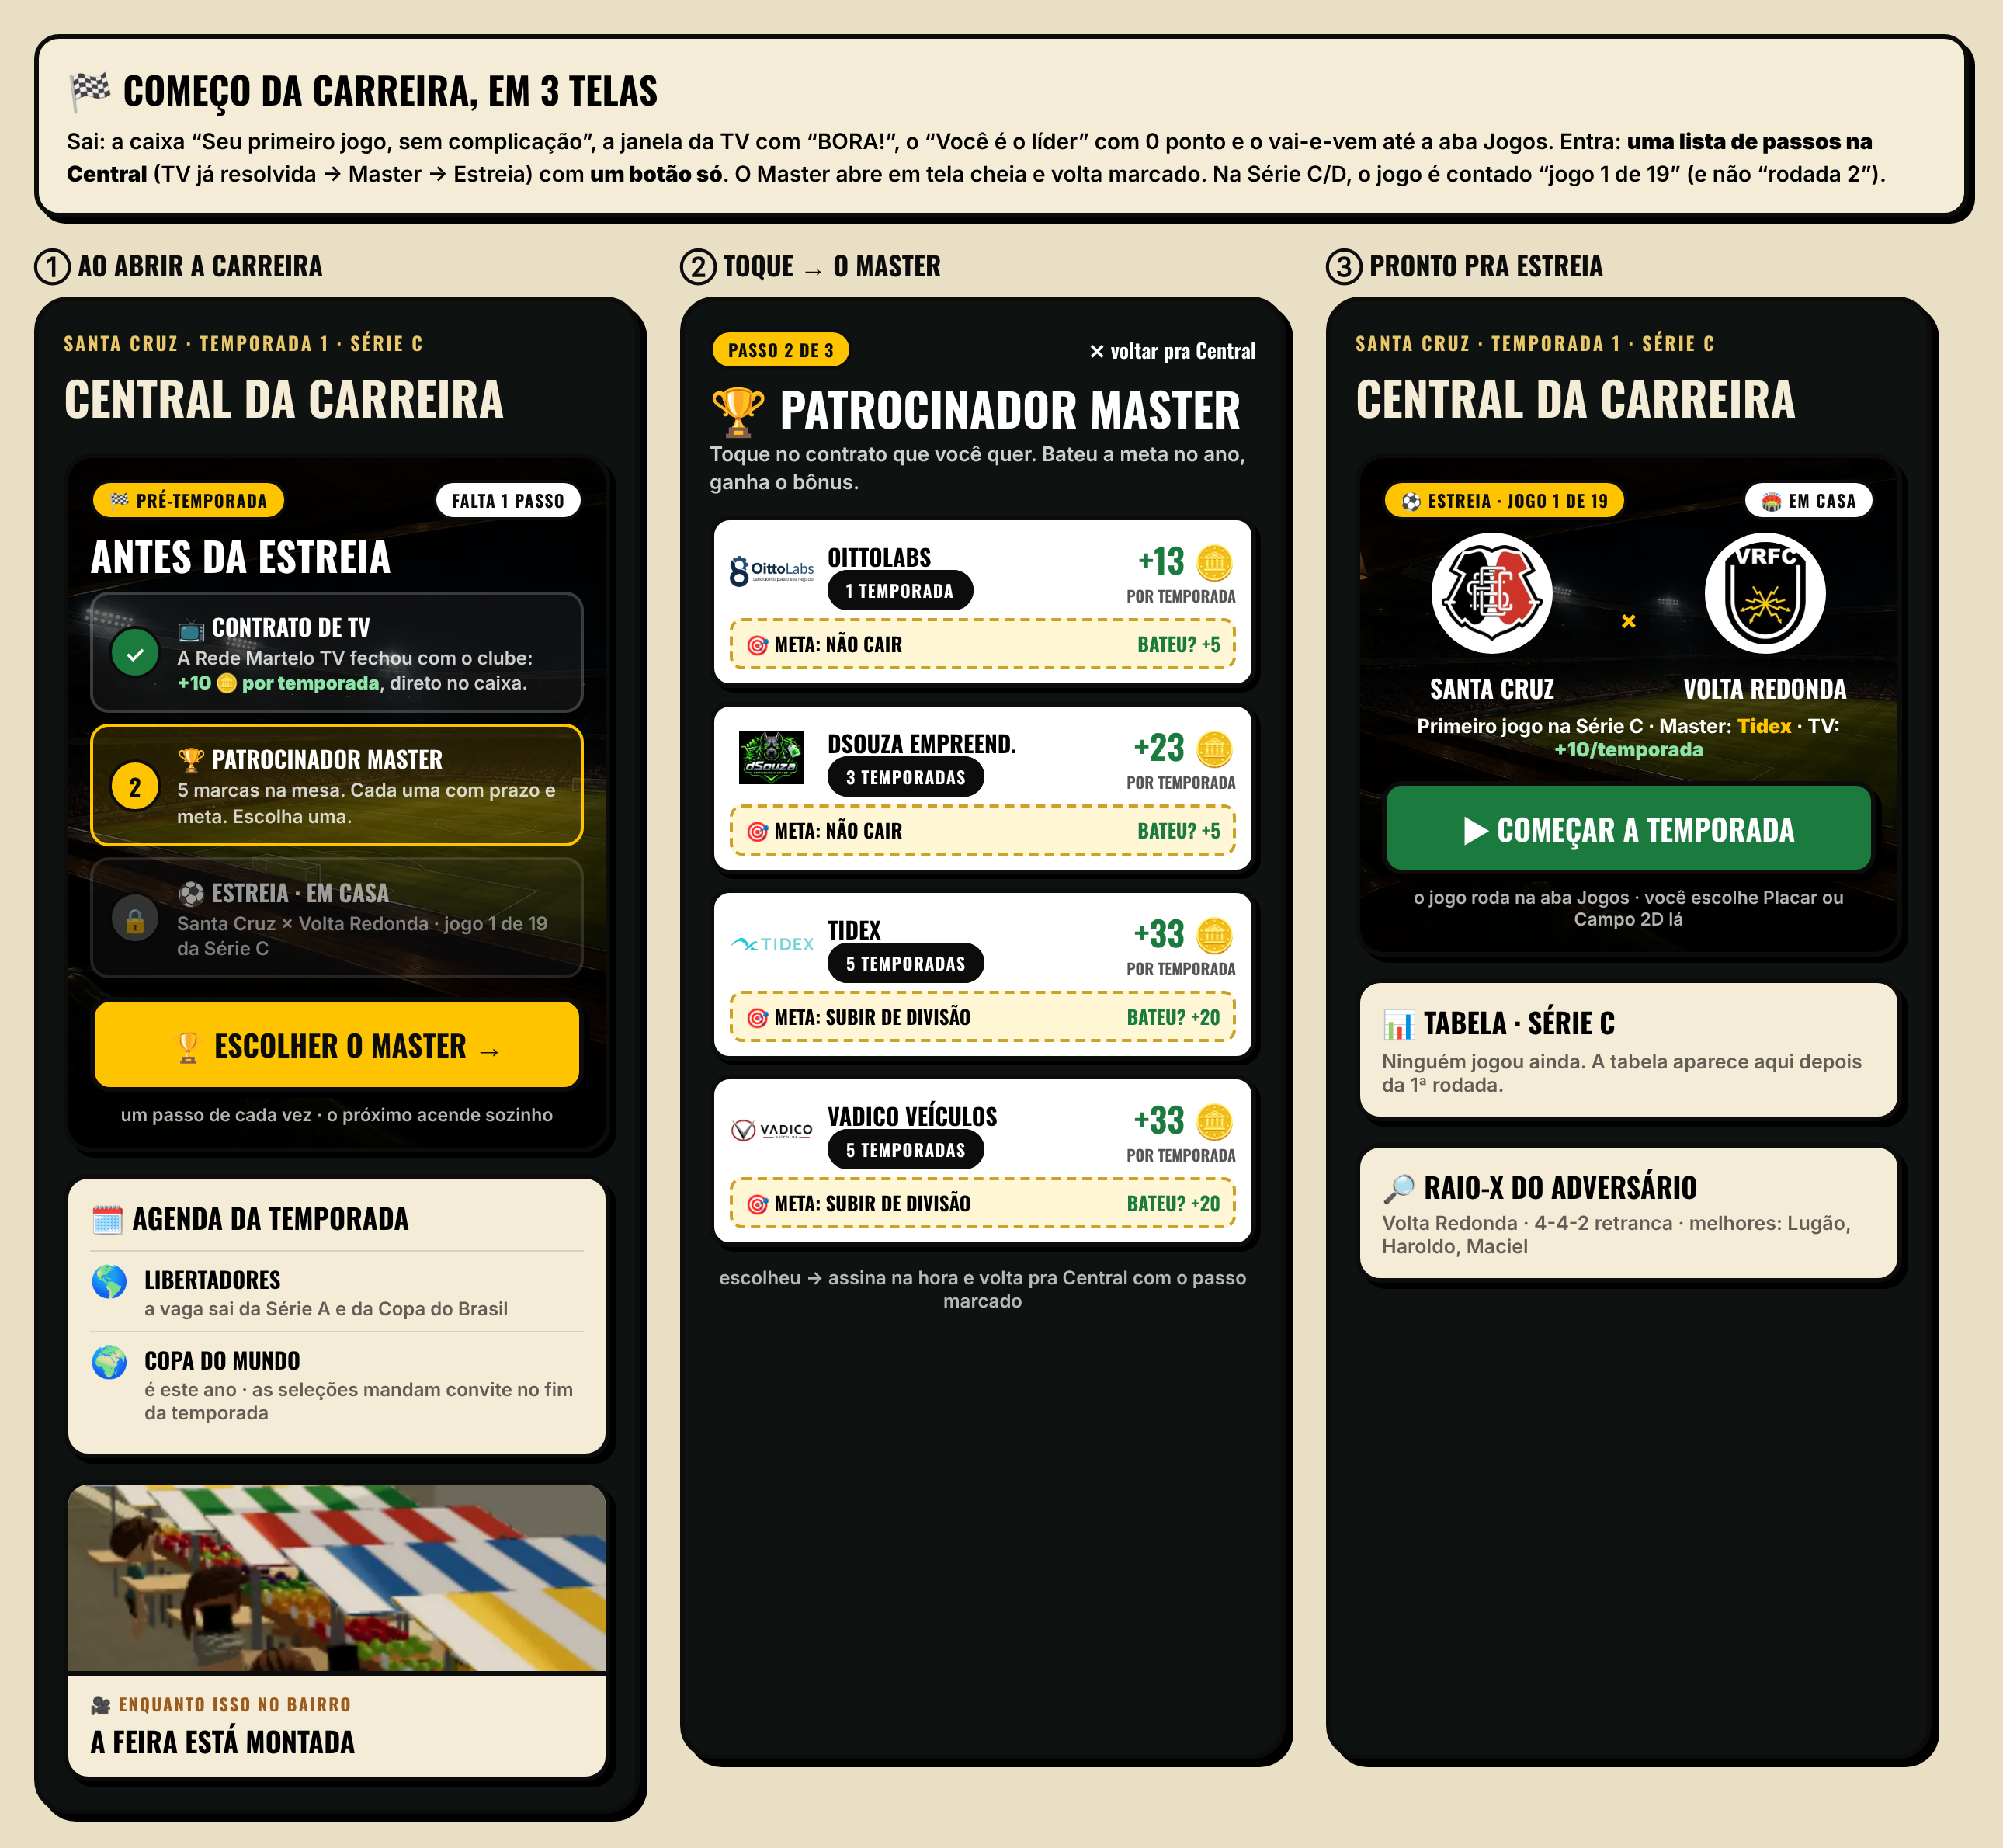 🏁 COMEÇO DA CARREIRA, EM 3 TELAS
Sai: a caixa “Seu primeiro jogo, sem complicação”, a janela da TV com “BORA!”, o “Você é o líder” com 0 ponto e o vai-e-vem até a aba Jogos. Entra: uma lista de passos na
Central (TV já resolvida → Master → Estreia) com um botão só. O Master abre em tela cheia e volta marcado. Na Série C/D, o jogo é contado “jogo 1 de 19” (e não “rodada 2”).
① AO ABRIR A CARREIRA
SANTA CRUZ · TEMPORADA 1 · SÉRIE C
CENTRAL DA CARREIRA
🏁 PRÉ-TEMPORADA
FALTA 1 PASSO
ANTES DA ESTREIA
✓
📺 CONTRATO DE TV
A Rede Martelo TV fechou com o clube:
+10 🪙 por temporada, direto no caixa.
2
🏆 PATROCINADOR MASTER
5 marcas na mesa. Cada uma com prazo e
meta. Escolha uma.
🔒
⚽ ESTREIA · EM CASA
Santa Cruz × Volta Redonda · jogo 1 de 19
da Série C
🏆 ESCOLHER O MASTER →
um passo de cada vez · o próximo acende sozinho
🗓️ AGENDA DA TEMPORADA
🌎 LIBERTADORES
a vaga sai da Série A e da Copa do Brasil
🌍 COPA DO MUNDO
é este ano · as seleções mandam convite no fim
da temporada
🎥 ENQUANTO ISSO NO BAIRRO
A FEIRA ESTÁ MONTADA
② TOQUE → O MASTER
PASSO 2 DE 3
✕ voltar pra Central
🏆 PATROCINADOR MASTER
Toque no contrato que você quer. Bateu a meta no ano,
ganha o bônus.
OittoLabs
OITTOLABS
1 TEMPORADA
+13 🪙
POR TEMPORADA
🎯 META: NÃO CAIR
BATEU? +5
dSouza
DSOUZA EMPREEND.
3 TEMPORADAS
+23 🪙
POR TEMPORADA
🎯 META: NÃO CAIR
BATEU? +5
TIDEX
TIDEX
5 TEMPORADAS
+33 🪙
POR TEMPORADA
🎯 META: SUBIR DE DIVISÃO
BATEU? +20
VADICO
VEÍCULOS
VADICO VEÍCULOS
5 TEMPORADAS
+33 🪙
POR TEMPORADA
🎯 META: SUBIR DE DIVISÃO
BATEU? +20
escolheu → assina na hora e volta pra Central com o passo
marcado
③ PRONTO PRA ESTREIA
SANTA CRUZ · TEMPORADA 1 · SÉRIE C
CENTRAL DA CARREIRA
⚽ ESTREIA · JOGO 1 DE 19
🏟️ EM CASA
VRFC
×
SANTA CRUZ
VOLTA REDONDA
Primeiro jogo na Série C · Master: Tidex · TV:
+10/temporada
▶ COMEÇAR A TEMPORADA
o jogo roda na aba Jogos · você escolhe Placar ou
Campo 2D lá
📊 TABELA · SÉRIE C
Ninguém jogou ainda. A tabela aparece aqui depois
da 1ª rodada.
🔎 RAIO-X DO ADVERSÁRIO
Volta Redonda · 4-4-2 retranca · melhores: Lugão,
Haroldo, Maciel